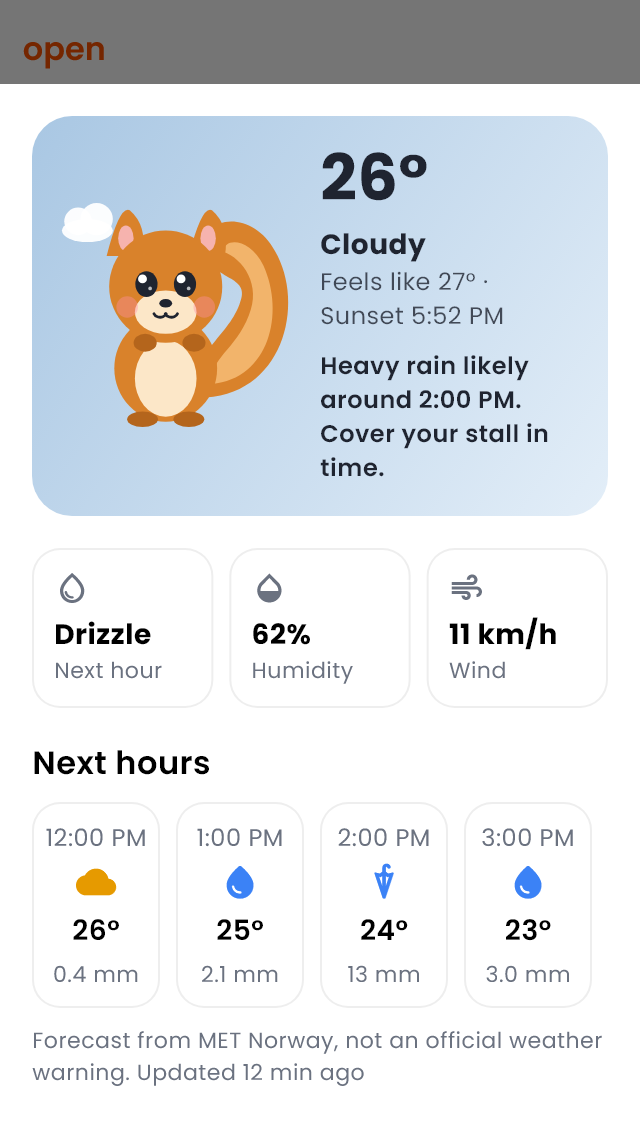 open
26°
Cloudy
Feels like 27° ·
Sunset 5:52 PM
Heavy rain likely
around 2:00 PM.
Cover your stall in
time.
Drizzle
Next hour
62%
Humidity
11 km/h
Wind
Next hours
12:00 PM
26°
0.4 mm
1:00 PM
25°
2.1 mm
2:00 PM
24°
13 mm
3:00 PM
23°
3.0 mm
Forecast from MET Norway, not an official weather
warning. Updated 12 min ago